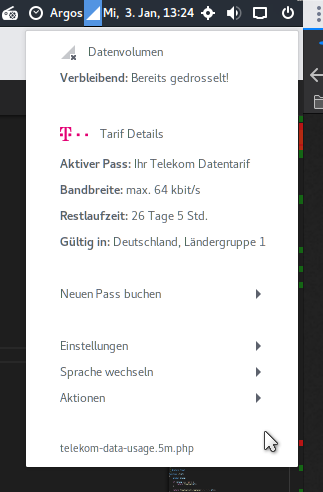 Argos Mi, 3. Jan, 13:24
Datenvolumen
Verbleibend: Bereits gedrosselt!
Tarif Details
Aktiver Pass: Ihr Telekom Datentarif
Bandbreite: max. 64 kbit/s
Restlaufzeit: 26 Tage 5 Std.
Gültig in: Deutschland, Ländergruppe 1
Neuen Pass buchen
Einstellungen
Sprache wechseln
Aktionen
telekom-data-usage.5m.php